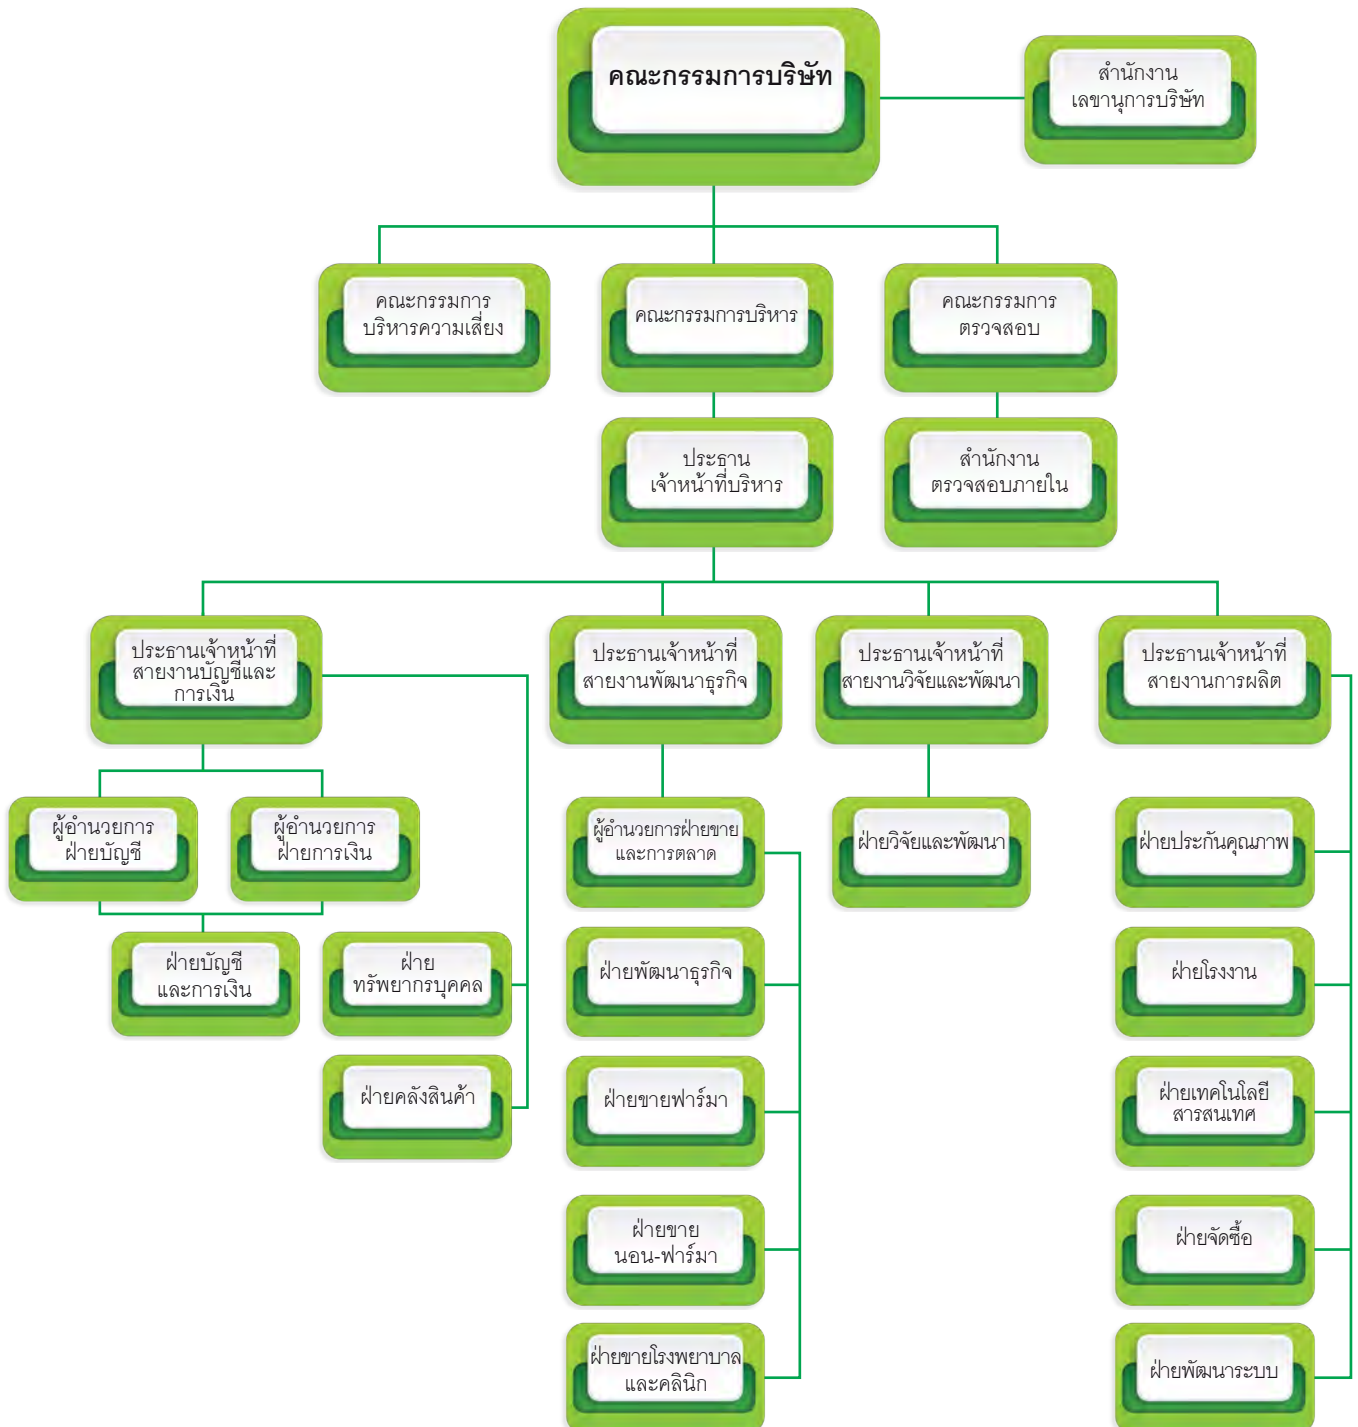 คณะกรรมการบริษัท
สำนักงาน
เลขานุการบริษัท
คณะกรรมการ
บริหารความเสี่ยง
คณะกรรมการบริหาร
คณะกรรมการ
ตรวจสอบ
ประธาน
เจ้าหน้าที่บริหาร
สำนักงาน
ตรวจสอบภายใน
ประธานเจ้าหน้าที่
สายงานบัญชีและ
การเงิน
ประธานเจ้าหน้าที่
สายงานพัฒนาธุรกิจ
ประธานเจ้าหน้าที่
สายงานวิจัยและพัฒนา
ประธานเจ้าหน้าที่
สายงานการผลิต
ผู้อำนวยการ
ฝ่ายบัญชี
ผู้อำนวยการ
ฝ่ายการเงิน
ผู้อำนวยการฝ่ายขาย
และการตลาด
ฝ่ายวิจัยและพัฒนา
ฝ่ายประกันคุณภาพ
ฝ่ายบัญชี
และการเงิน
ฝ่าย
ทรัพยากรบุคคล
ฝ่ายพัฒนาธุรกิจ
ฝ่ายโรงงาน
ฝ่ายคลังสินค้า
ฝ่ายขายฟาร์มา
ฝ่ายเทคโนโลยี
สารสนเทศ
ฝ่ายขาย
นอน-ฟาร์มา
ฝ่ายจัดซื้อ
ฝ่ายขายโรงพยาบาล
และคลินิก
ฝ่ายพัฒนาระบบ